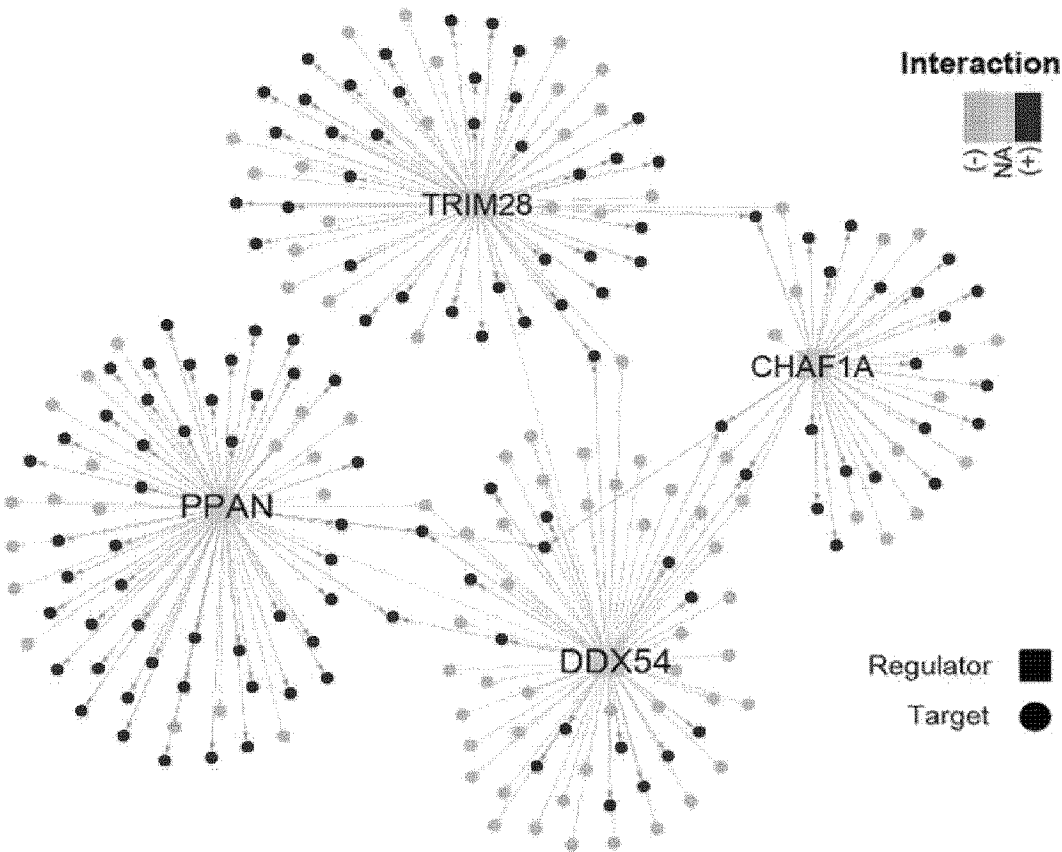 Interaction
(-)
NA
(+)
TRIM28
CHAF1A
PPAN
DDX54
Regulator
Target